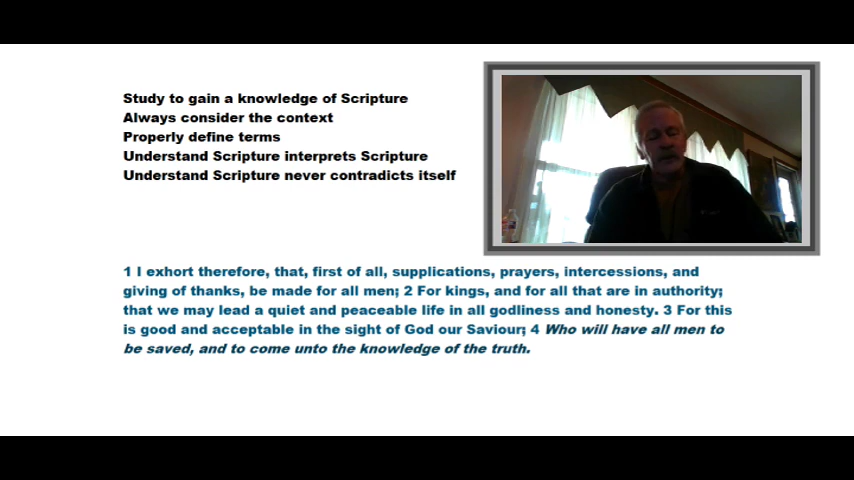 Study to gain a knowledge of Scripture
Always consider the context
Properly define terms
Understand Scripture interprets Scripture
Understand Scripture never contradicts itself
1 I exhort therefore, that, first of all, supplications, prayers, intercessions, and
giving of thanks, be made for all men; 2 For kings, and for all that are in authority;
that we may lead a quiet and peaceable life in all godliness and honesty. 3 For this
is good and acceptable in the sight of God our Saviour; 4 Who will have all men to
be saved, and to come unto the knowledge of the truth.